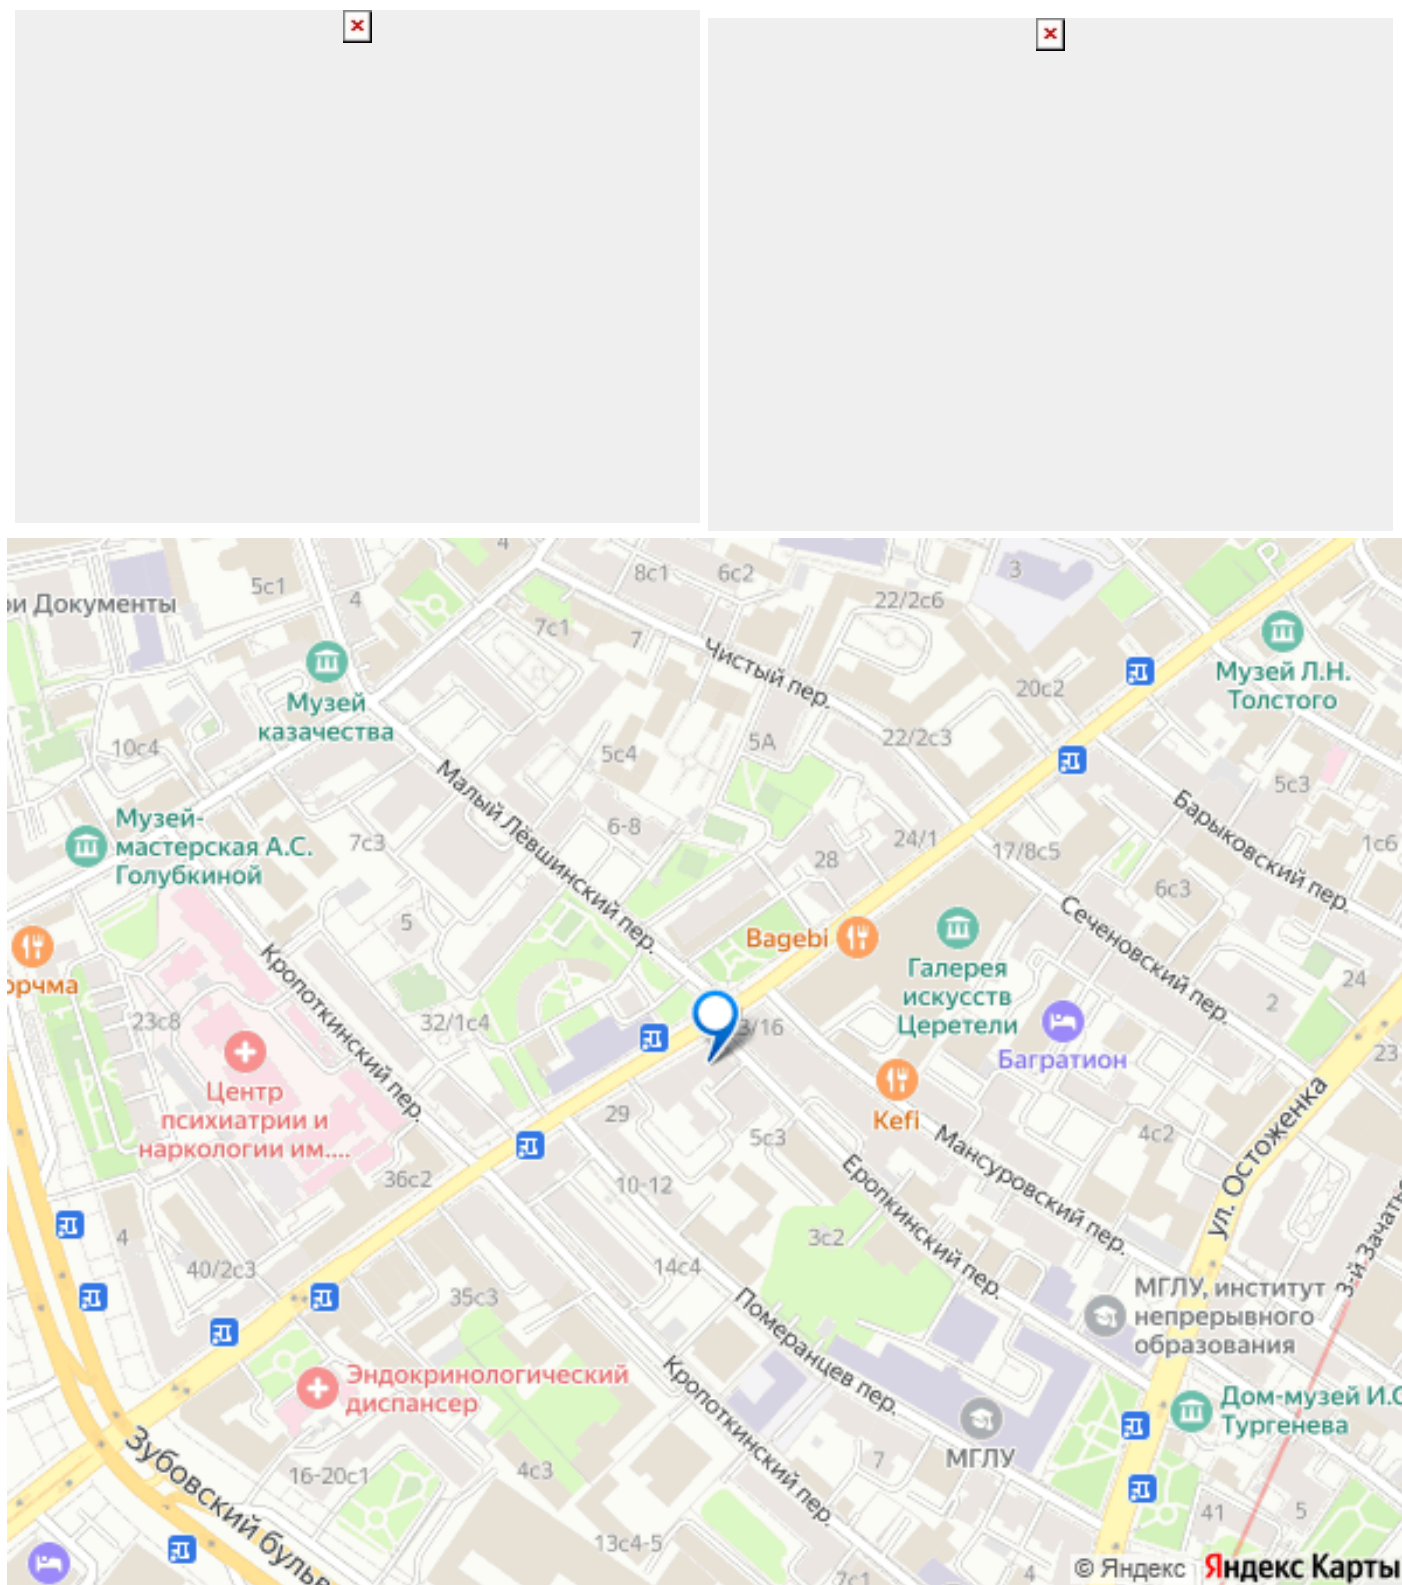 4
8с1
6с2
3
5с1
4
22/2с6
ои Документы
7с1
7
Чистый пер.
Музей Л.Н.
Толстого
20с2
Музей
казачества
10с4
5с4
5А
22/2с3
Малый Лёвшинский пер.
5с3
Барыковский пер.
Музей-
мастерская А.С.
Голубкиной
7с3
6-8
28
24/1
17/8с5
1с6
6с3
5
Bagebi
Сеченовский пер.
орчма
Кропоткинский пер.
Галерея
искусств
Церетели
24
2
23с8
32/1с4
3/16
Багратион
23
Центр
психиатрии и
наркологии им....
29
Kefi
5с3
4с2
ул. Остоженка
Мансуровский пер.
Еропкинский пер.
36с2
10-12
3-й Зачать
4
3с2
40/2с3
14с4
35с3
Померанцев пер.
МГЛУ, институт
непрерывного
образования
Эндокринологический
диспансер
Кропоткинский пер.
Дом-музей И.С
Тургенева
МГЛУ
Зубовский бульв
16-20с1
4с3
7
41
5
13с4-5
7с1
4
© Яндекс Яндекс Карты